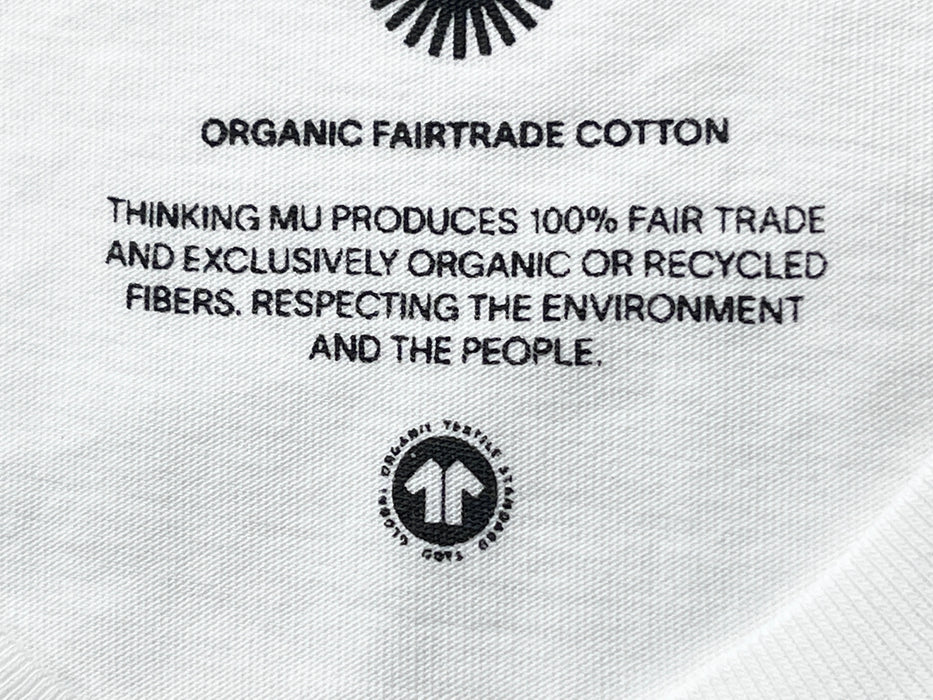 ORGANIC FAIRTRADE COTTON
THINKING MU PRODUCES 100% FAIR TRADE
AND EXCLUSIVELY ORGANIC OR RECYCLED
FIBERS. RESPECTING THE ENVIRONMENT
AND THE PEOPLE.
GLOBAL ORGANIC TEXTILE STANDARD
GOTS